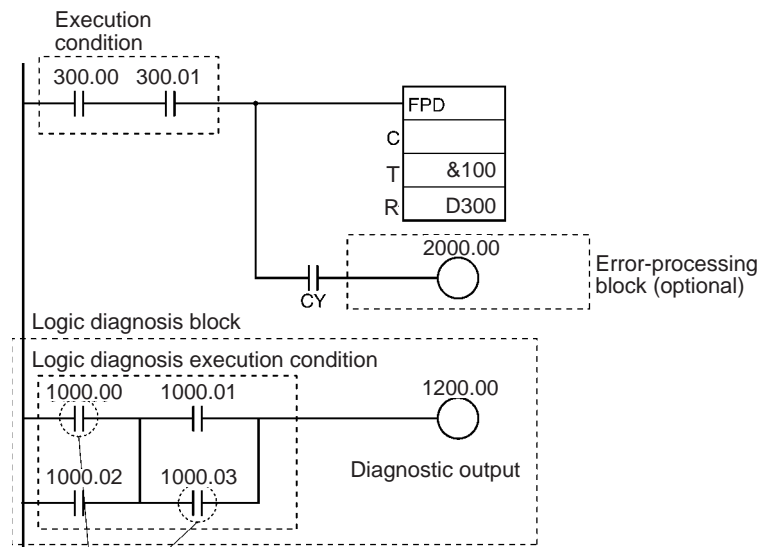 Execution
condition
300.00 300.01
FPD
C
T &100
R D300
2000.00
CY
Error-processing
block (optional)
Logic diagnosis block
Logic diagnosis execution condition
1000.00 1000.01
1200.00
1000.02 1000.03
Diagnostic output